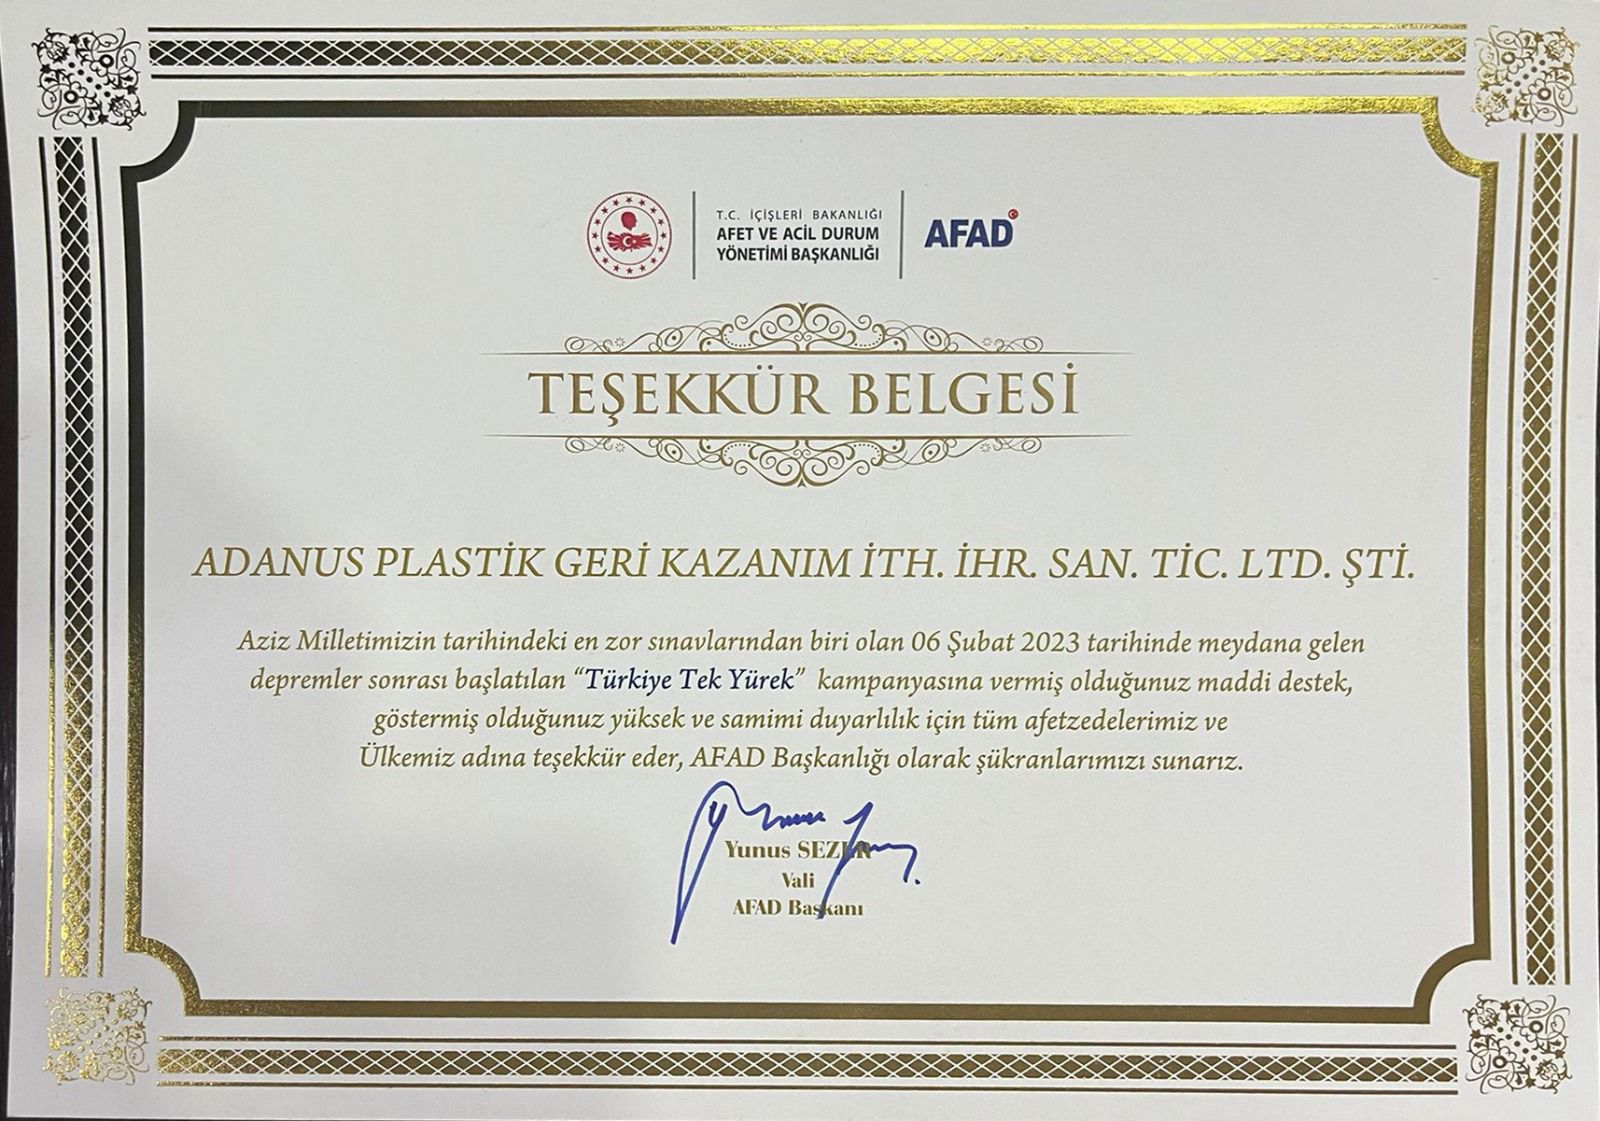 T.C. İÇİŞLERİ BAKANLIĞI
AFET VE ACİL DURUM
YÖNETİMİ BAŞKANLIĞI
AFAD
TEŞEKKÜR BELGESİ
ADANUS PLASTİK GERİ KAZANIM İTH. İHR. SAN. TİC. LTD. ŞTİ.
Aziz Milletimizin tarihindeki en zor sınavlarından biri olan 06 Şubat 2023 tarihinde meydana gelen
depremler sonrası başlatılan “Türkiye Tek Yürek” kampanyasına vermiş olduğunuz maddi destek,
göstermiş olduğunuz yüksek ve samimi duyarlılık için tüm afetzedelerimiz ve
Ülkemiz adına teşekkür eder, AFAD Başkanlığı olarak şükranlarımızı sunarız.
Yunus SEZER
Vali
AFAD Başkanı